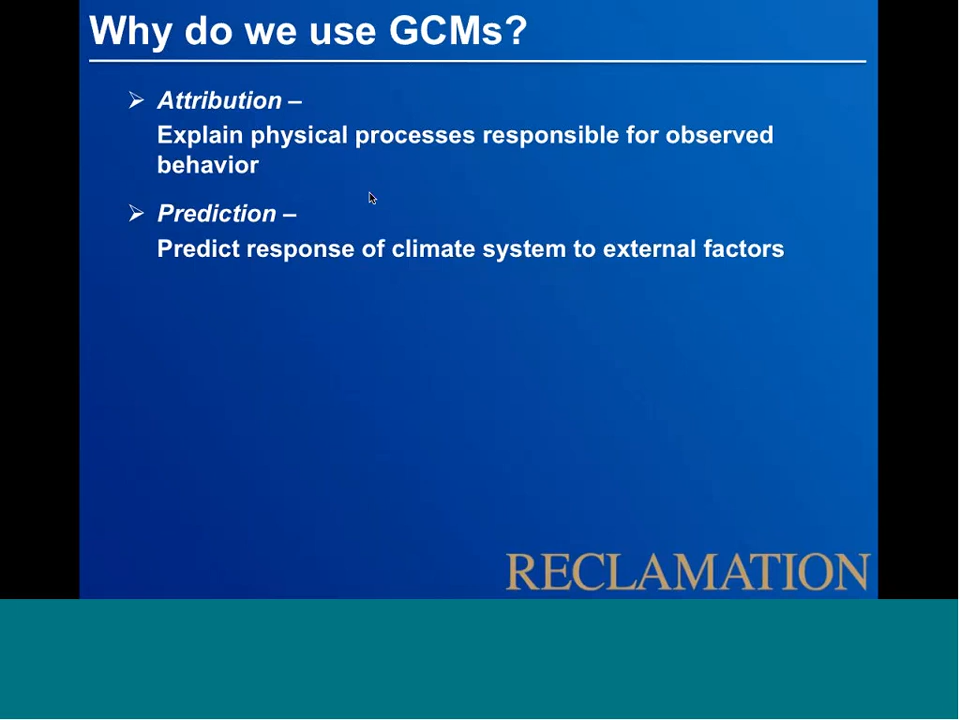 Why do we use GCMs?
Attribution –
Explain physical processes responsible for observed
behavior
Prediction –
Predict response of climate system to external factors
RECLAMATION